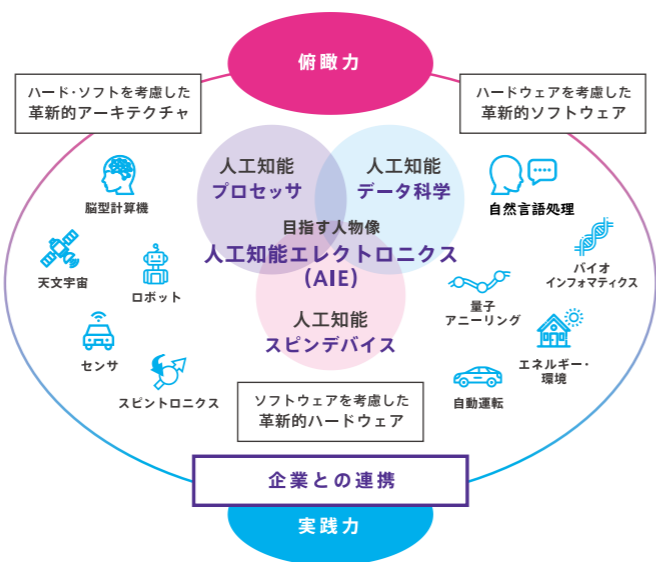 俯瞰力
ハード・ソフトを考慮した
革新的アーキテクチャ
ハードウェアを考慮した
革新的ソフトウェア
人工知能
プロセッサ
人工知能
データ科学
脳型計算機
自然言語処理
目指す人物像
人工知能エレクトロニクス
(AIE)
天文宇宙
ロボット
バイオ
インフォマティクス
量子
アニーリング
人工知能
スピンデバイス
センサ
スピントロニクス
エネルギー・
環境
自動運転
ソフトウェアを考慮した
革新的ハードウェア
企業との連携
実践力